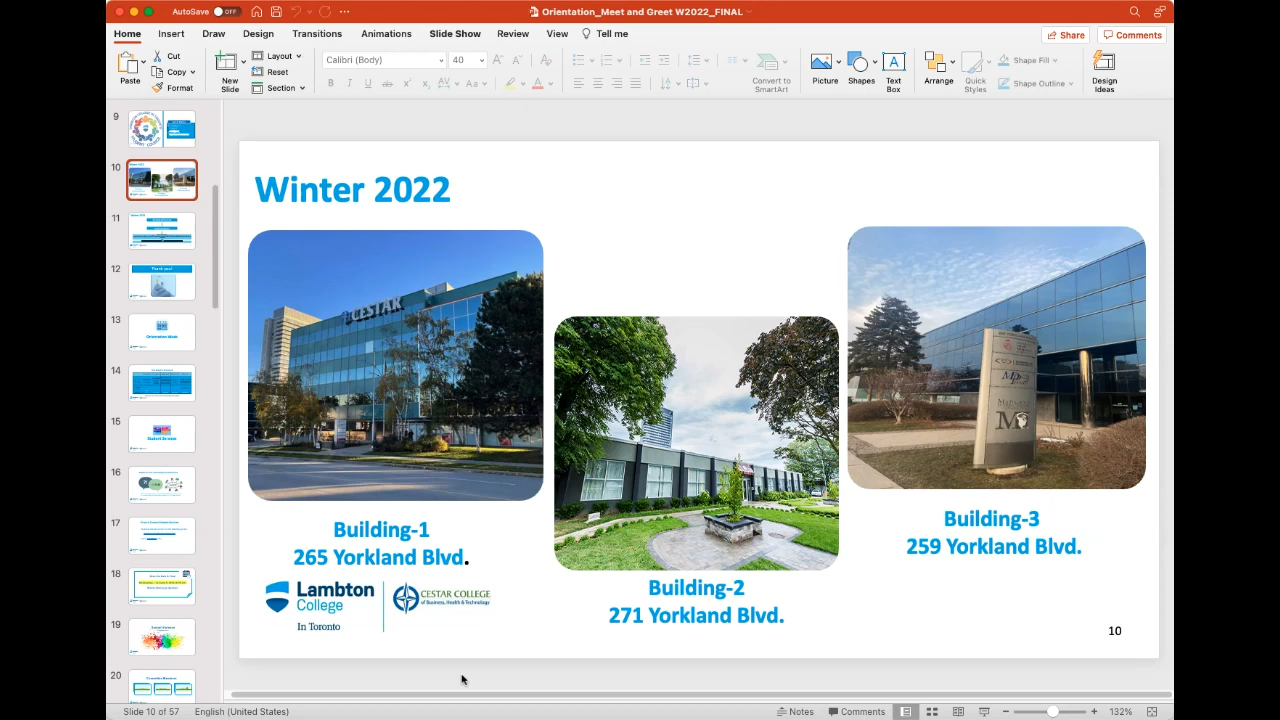 AutoSave OFF
Orientation_Meet and Greet W2022_FINAL
Home Insert Draw Design Transitions Animations Slide Show Review View Tell me
Share Comments
Paste
Cut
Copy
Format
New Slide
Layout
Reset
Section
Calibri (Body) 40
Convert to SmartArt
Picture
Shapes
Text Box
Arrange
Quick Styles
Shape Fill
Shape Outline
Design Ideas
9
10
11
12
Thank you!
13
14
15
16
17
18
19
20
Winter 2022
CESTAR
Building-1
265 Yorkland Blvd.
Building-2
271 Yorkland Blvd.
Building-3
259 Yorkland Blvd.
Lambton College
In Toronto
CESTAR COLLEGE
of Business, Health & Technology
10
Slide 10 of 57 English (United States)
Notes Comments 132%